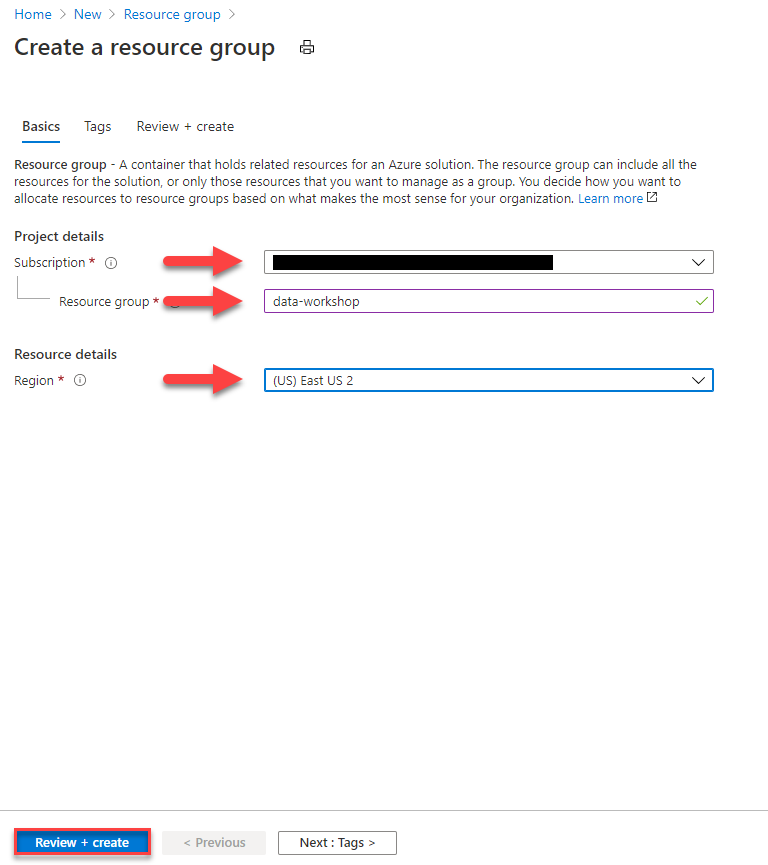 Home > New > Resource group >
Create a resource group
Basics Tags Review + create
Resource group - A container that holds related resources for an Azure solution. The resource group can include all the
resources for the solution, or only those resources that you want to manage as a group. You decide how you want to
allocate resources to resource groups based on what makes the most sense for your organization. Learn more
Project details
Subscription *
Resource group * data-workshop
Resource details
Region * (US) East US 2
Review + create < Previous Next : Tags >